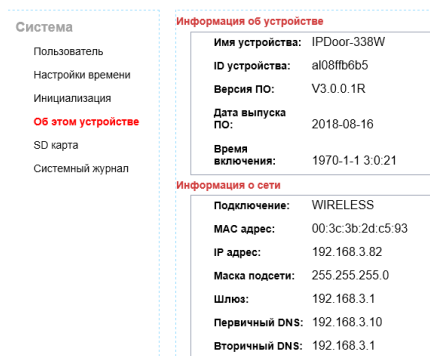 Система
Пользователь
Настройки времени
Инициализация
Об этом устройстве
SD карта
Системный журнал
Информация об устройстве
Имя устройства: IPDoor-338W
ID устройства: al08ffb6b5
Версия ПО: V3.0.0.1R
Дата выпуска
ПО: 2018-08-16
Время
включения: 1970-1-1 3:0:21
Информация о сети
Подключение: WIRELESS
MAC адрес: 00:3c:3b:2d:c5:93
IP адрес: 192.168.3.82
Маска подсети: 255.255.255.0
Шлюз: 192.168.3.1
Первичный DNS: 192.168.3.10
Вторичный DNS: 192.168.3.1